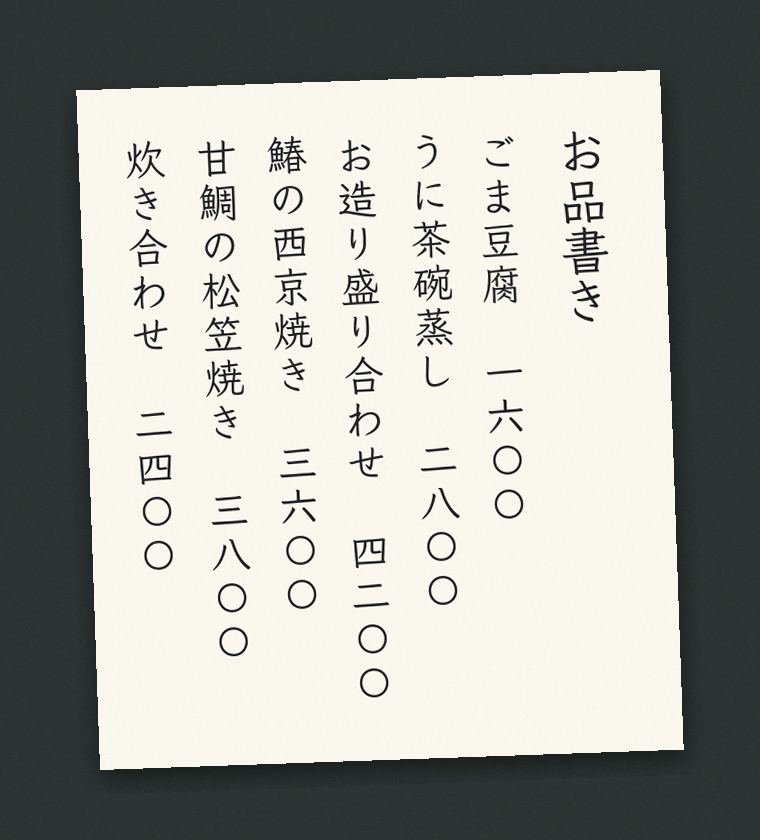 お品書き
ごま豆腐　一六〇〇
うに茶碗蒸し　二八〇〇
お造り盛り合わせ　四二〇〇
鰆の西京焼き　三六〇〇
甘鯛の松笠焼き　三八〇〇
炊き合わせ　二四〇〇